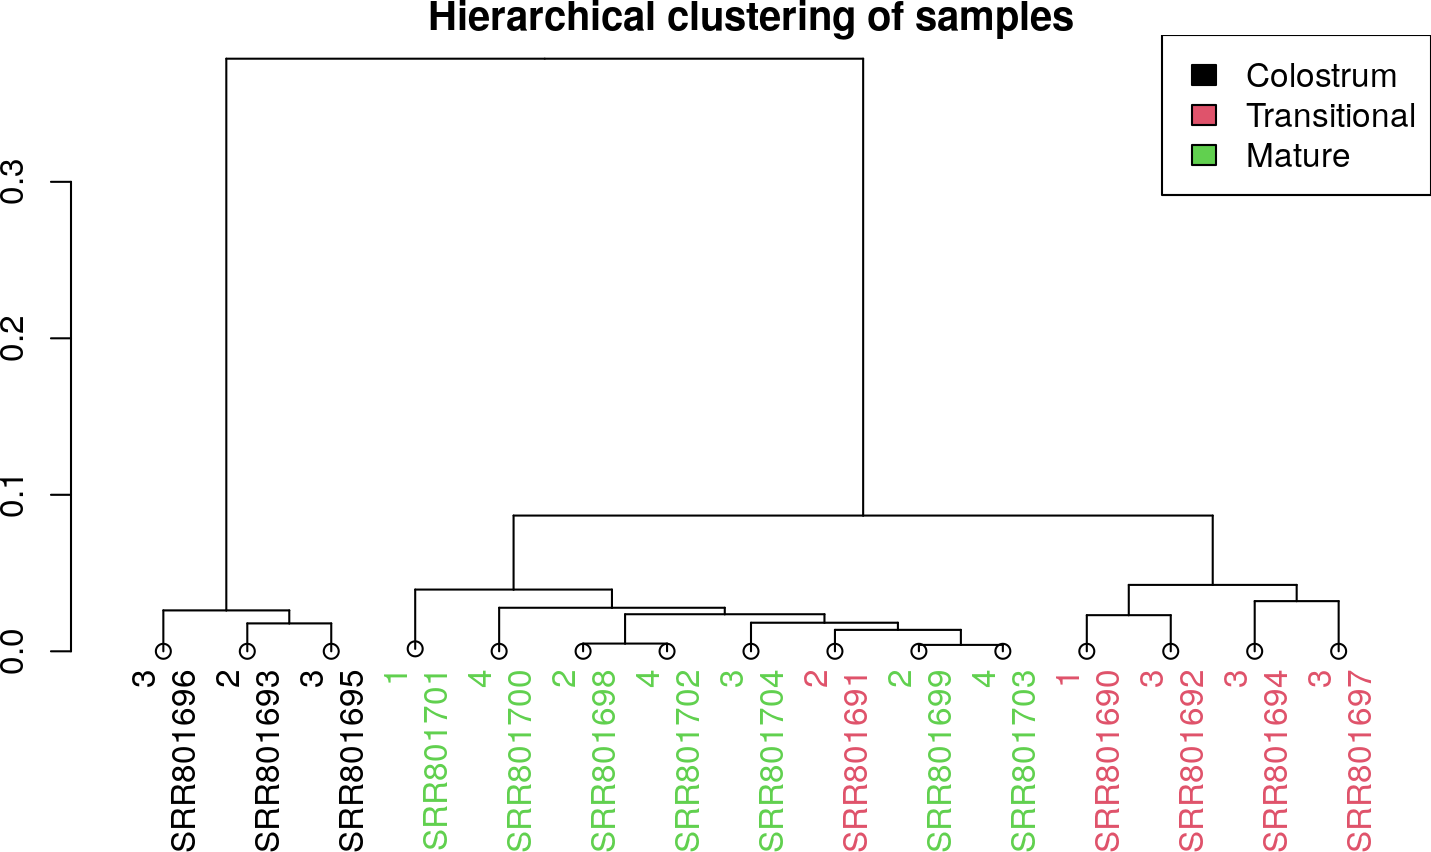 Hierarchical clustering of samples
Colostrum
Transitional
Mature
0.3
0.2
0.1
0.0
3
SRR801696
2
SRR801693
3
SRR801695
1
SRR801701
4
SRR801700
2
SRR801698
4
SRR801702
3
SRR801704
2
SRR801691
2
SRR801699
4
SRR801703
1
SRR801690
3
SRR801692
3
SRR801694
3
SRR801697